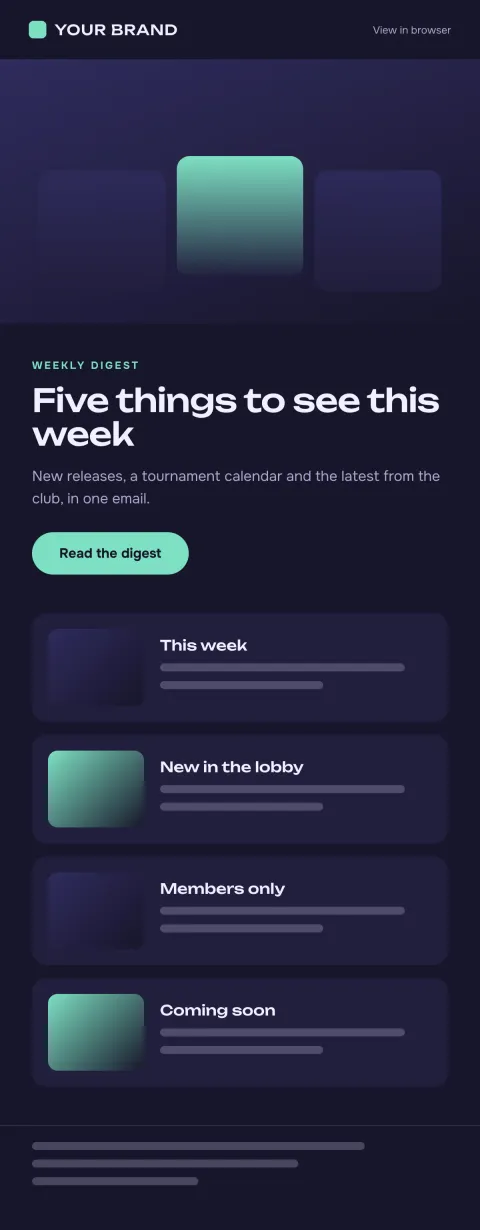 YOUR BRAND
View in browser
WEEKLY DIGEST
Five things to see this
week
New releases, a tournament calendar and the latest from the
club, in one email.
Read the digest
This week
New in the lobby
Members only
Coming soon